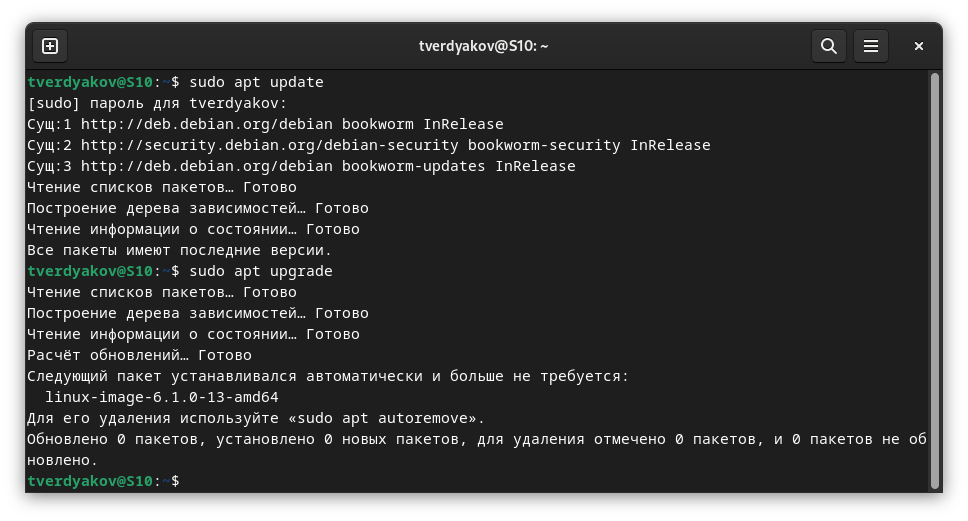 tverdyakov@S10: ~
tverdyakov@S10:~$ sudo apt update
[sudo] пароль для tverdyakov:
Сущ:1 http://deb.debian.org/debian bookworm InRelease
Сущ:2 http://security.debian.org/debian-security bookworm-security InRelease
Сущ:3 http://deb.debian.org/debian bookworm-updates InRelease
Чтение списков пакетов… Готово
Построение дерева зависимостей… Готово
Чтение информации о состоянии… Готово
Все пакеты имеют последние версии.
tverdyakov@S10:~$ sudo apt upgrade
Чтение списков пакетов… Готово
Построение дерева зависимостей… Готово
Чтение информации о состоянии… Готово
Расчёт обновлений… Готово
Следующий пакет устанавливался автоматически и больше не требуется:
  linux-image-6.1.0-13-amd64
Для его удаления используйте «sudo apt autoremove».
Обновлено 0 пакетов, установлено 0 новых пакетов, для удаления отмечено 0 пакетов, и 0 пакетов не об
новлено.
tverdyakov@S10:~$